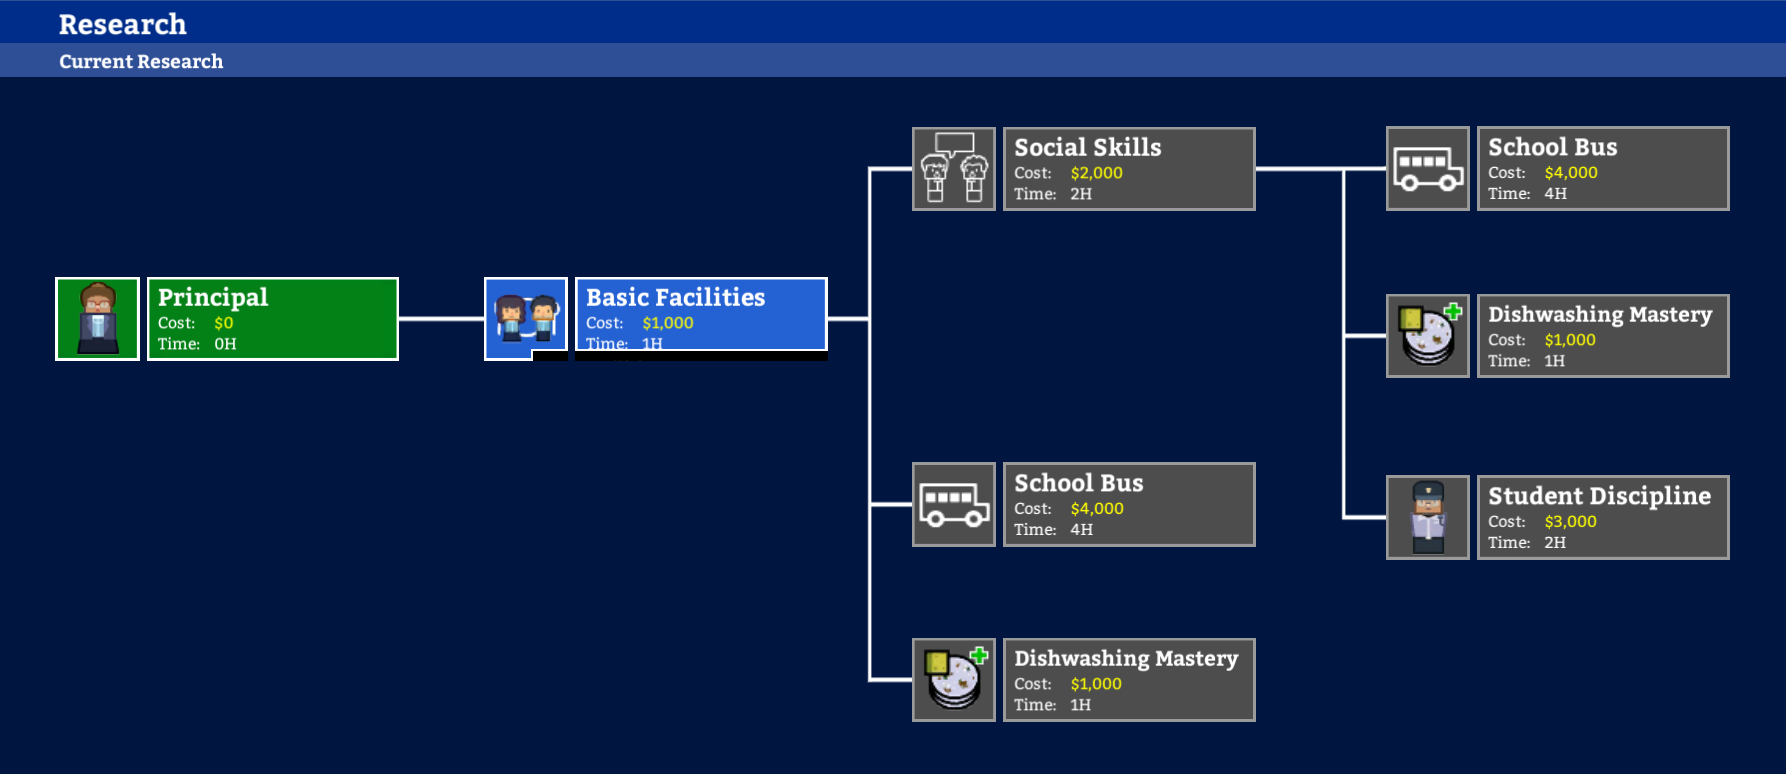 Research
Current Research
Principal
Cost: $0
Time: 0H
Basic Facilities
Cost: $1,000
Time: 1H
Social Skills
Cost: $2,000
Time: 2H
School Bus
Cost: $4,000
Time: 4H
Dishwashing Mastery
Cost: $1,000
Time: 1H
School Bus
Cost: $4,000
Time: 4H
Dishwashing Mastery
Cost: $1,000
Time: 1H
Student Discipline
Cost: $3,000
Time: 2H